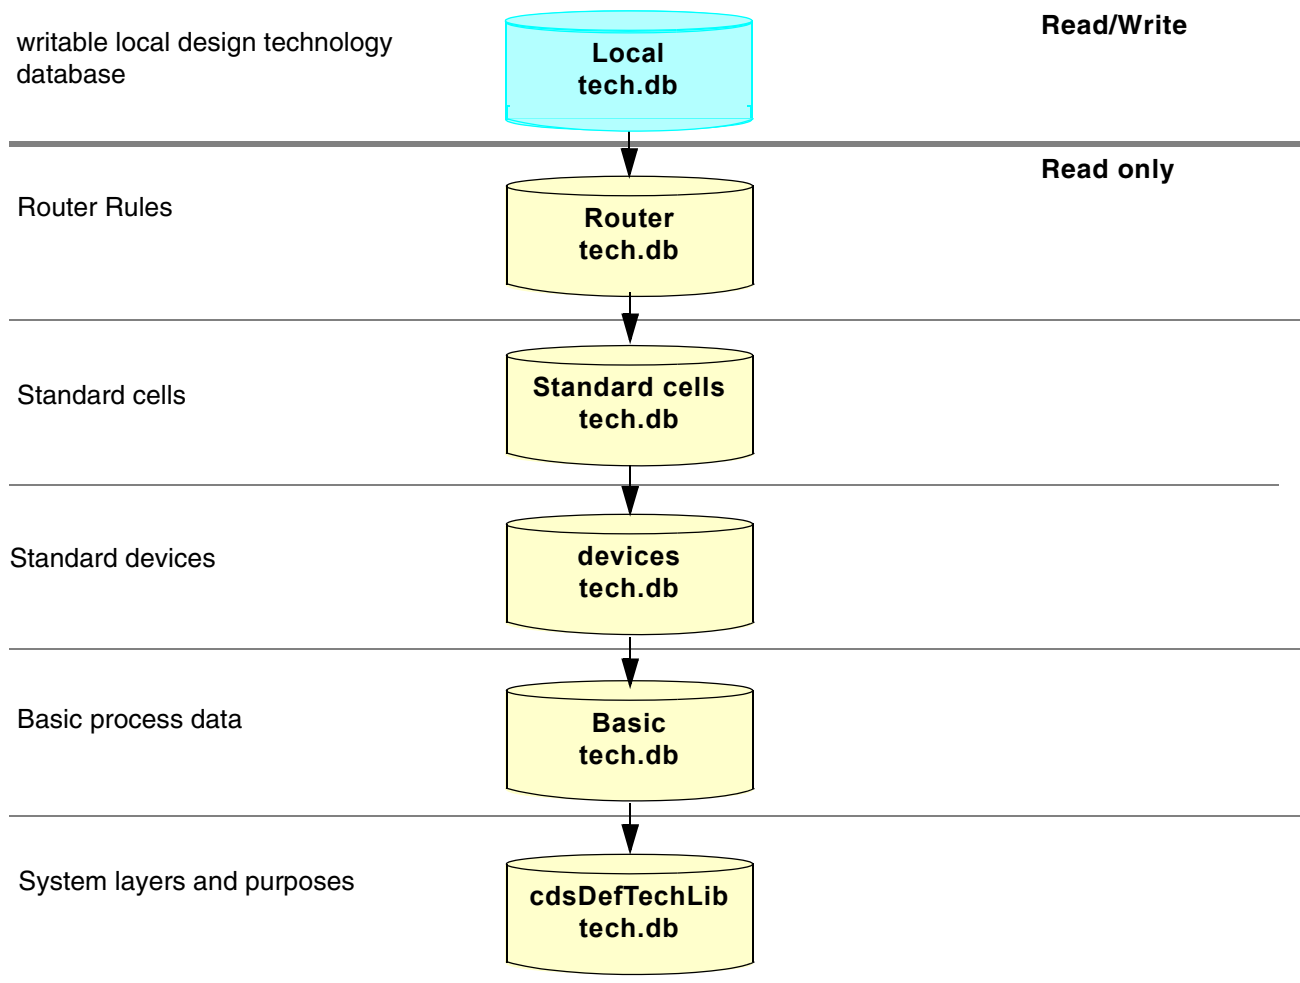 writable local design technology
database
Local
tech.db
Read/Write
Read only
Router Rules
Router
tech.db
Standard cells
Standard cells
tech.db
Standard devices
devices
tech.db
Basic process data
Basic
tech.db
System layers and purposes
cdsDefTechLib
tech.db